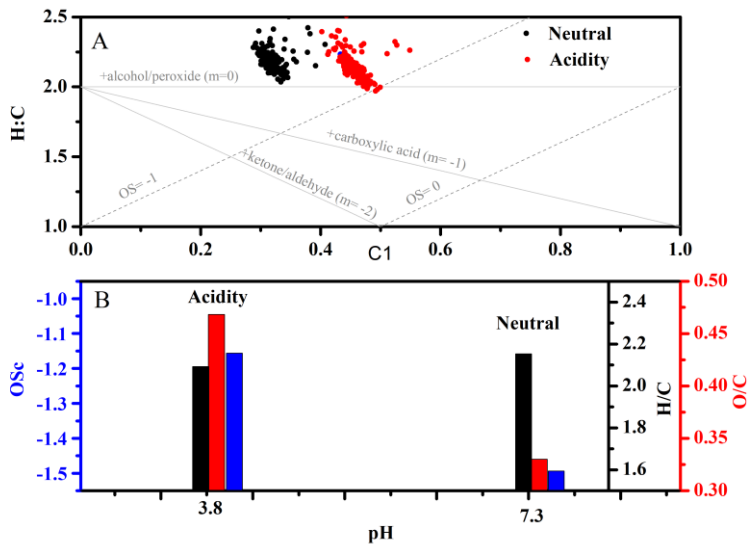 2.5
A
Neutral
Acidity
+alcohol/peroxide (m=0)
2.0
H:C
+carboxylic acid (m= -1)
1.5
+ketone/aldehyde (m= -2)
OS= -1
OS= 0
1.0
0.0 0.2 0.4 0.6 0.8 1.0
C1
B
Acidity
Neutral
-1.0
-1.1
-1.2
-1.3
-1.4
-1.5
OSc
2.4
2.2
2.0
1.8
1.6
H/C
0.50
0.45
0.40
0.35
0.30
O/C
3.8 7.3
pH